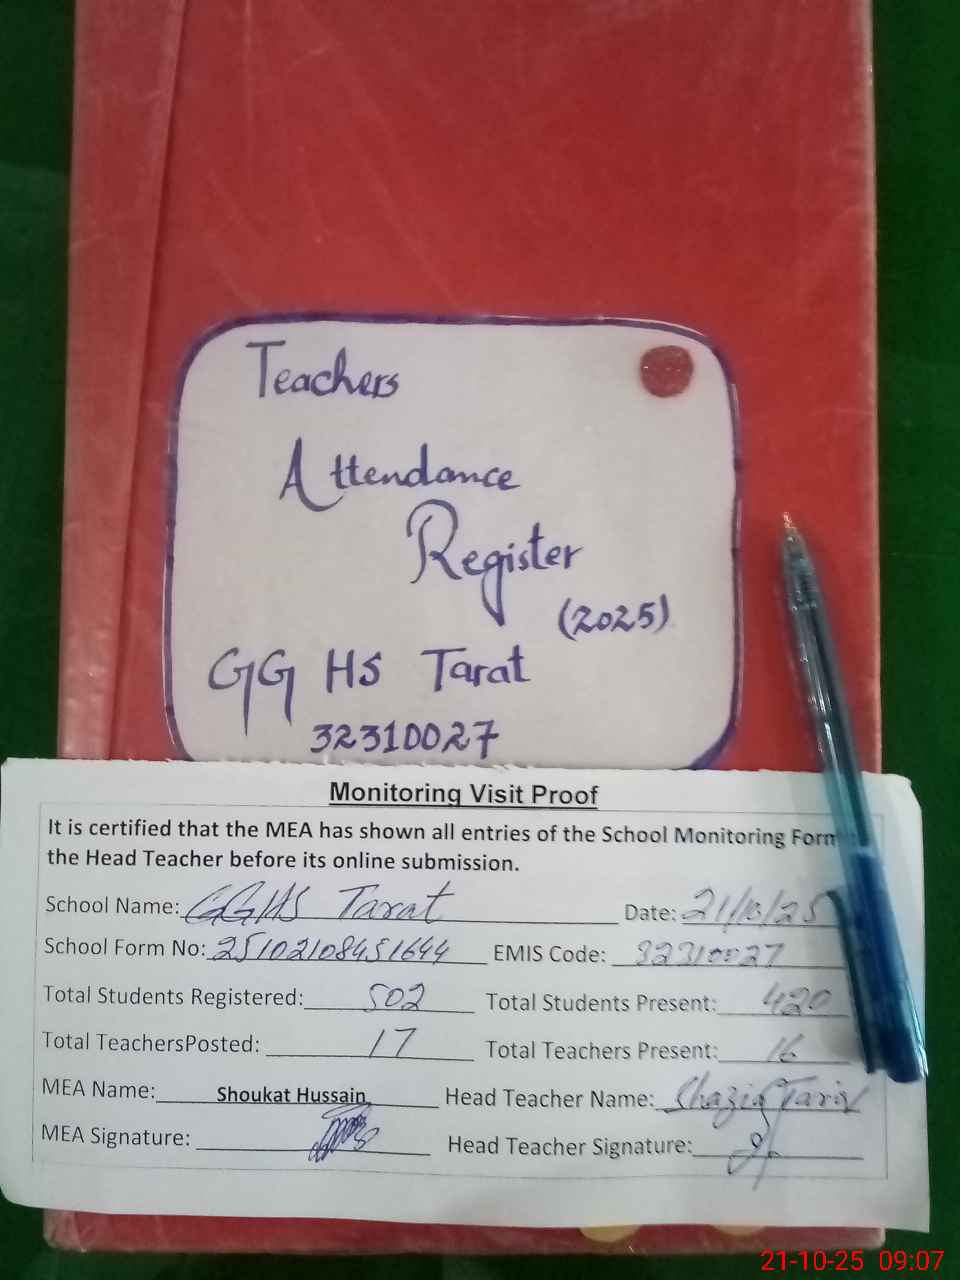 Teachers
Attendance
Register
(2025)
GGHS Tarat
32310027
Monitoring Visit Proof
It is certified that the MEA has shown all entries of the School Monitoring Form
the Head Teacher before its online submission.
School Name: GGHS Tarat Date: 21/10/25
School Form No: 25102108451644 EMIS Code: 32310027
Total Students Registered: 502 Total Students Present: 420
Total TeachersPosted: 17 Total Teachers Present: 16
MEA Name: Shoukat Hussain Head Teacher Name: Shazia Tariq
MEA Signature: Head Teacher Signature:
21-10-25 09:07